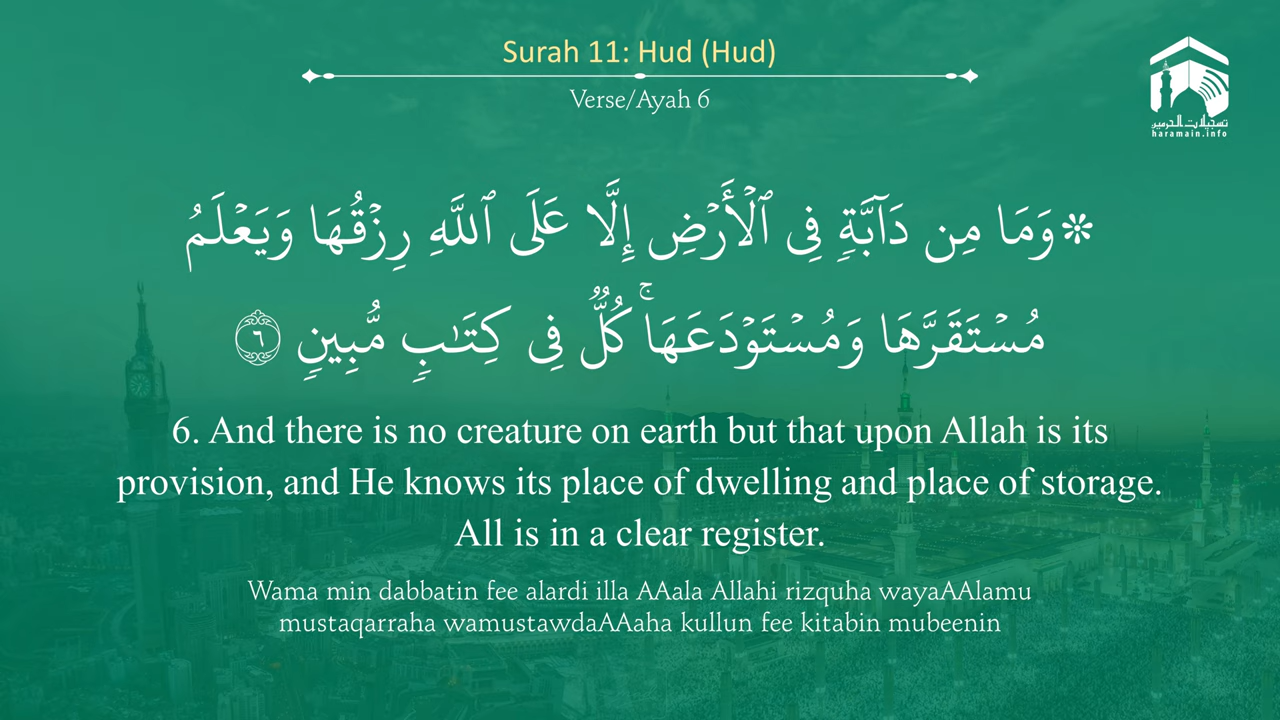 Surah 11: Hud (Hud)
Verse/Ayah 6
تسجيلات الحرمين
haramain.info
۞وَمَا مِن دَآبَّةٖ فِي ٱلۡأَرۡضِ إِلَّا عَلَى ٱللَّهِ رِزۡقُهَا وَيَعۡلَمُ
مُسۡتَقَرَّهَا وَمُسۡتَوۡدَعَهَاۚ كُلّٞ فِي كِتَٰبٖ مُّبِينٖ ٦
6. And there is no creature on earth but that upon Allah is its
provision, and He knows its place of dwelling and place of storage.
All is in a clear register.
Wama min dabbatin fee alardi illa AAala Allahi rizquha wayaAAlamu
mustaqarraha wamustawdaAAaha kullun fee kitabin mubeenin